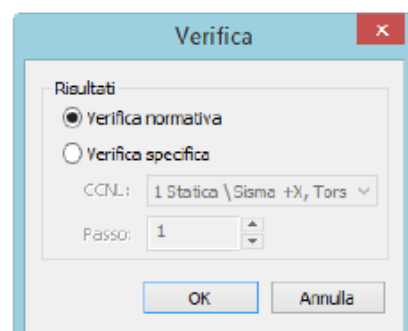 Verifica
Risultati
Verifica normativa
Verifica specifica
CCNL: 1 Statica \ Sisma +X, Tors
Passo: 1
OK Annulla